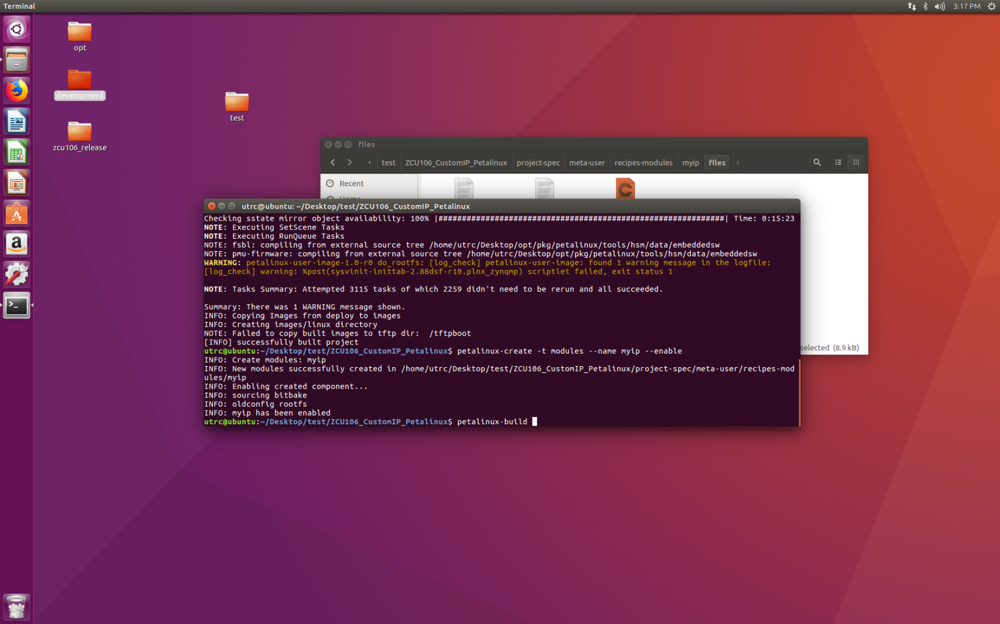 Terminal
3:17 PM
opt
development
test
zcu106_release
files
test
ZCU106_CustomIP_Petalinux
project-spec
meta-user
recipes-modules
myip
files
Recent
Home
selected (8.9 kB)
utrc@ubuntu: ~/Desktop/test/ZCU106_CustomIP_Petalinux
Checking sstate mirror object availability: 100% |#############################################################| Time: 0:15:23
NOTE: Executing SetScene Tasks
NOTE: Executing RunQueue Tasks
NOTE: fsbl: compiling from external source tree /home/utrc/Desktop/opt/pkg/petalinux/tools/hsm/data/embeddedsw
NOTE: pmu-firmware: compiling from external source tree /home/utrc/Desktop/opt/pkg/petalinux/tools/hsm/data/embeddedsw
WARNING: petalinux-user-image-1.0-r0 do_rootfs: [log_check] petalinux-user-image: found 1 warning message in the logfile:
[log_check] warning: %post(sysvinit-inittab-2.88dsf-r10.plnx_zynqmp) scriptlet failed, exit status 1
NOTE: Tasks Summary: Attempted 3115 tasks of which 2259 didn't need to be rerun and all succeeded.
Summary: There was 1 WARNING message shown.
INFO: Copying Images from deploy to images
INFO: Creating images/linux directory
NOTE: Failed to copy built images to tftp dir:  /tftpboot
[INFO] successfully built project
utrc@ubuntu:~/Desktop/test/ZCU106_CustomIP_Petalinux$ petalinux-create -t modules --name myip --enable
INFO: Create modules: myip
INFO: New modules successfully created in /home/utrc/Desktop/test/ZCU106_CustomIP_Petalinux/project-spec/meta-user/recipes-mod
ules/myip
INFO: Enabling created component...
INFO: sourcing bitbake
INFO: oldconfig rootfs
INFO: myip has been enabled
utrc@ubuntu:~/Desktop/test/ZCU106_CustomIP_Petalinux$ petalinux-build